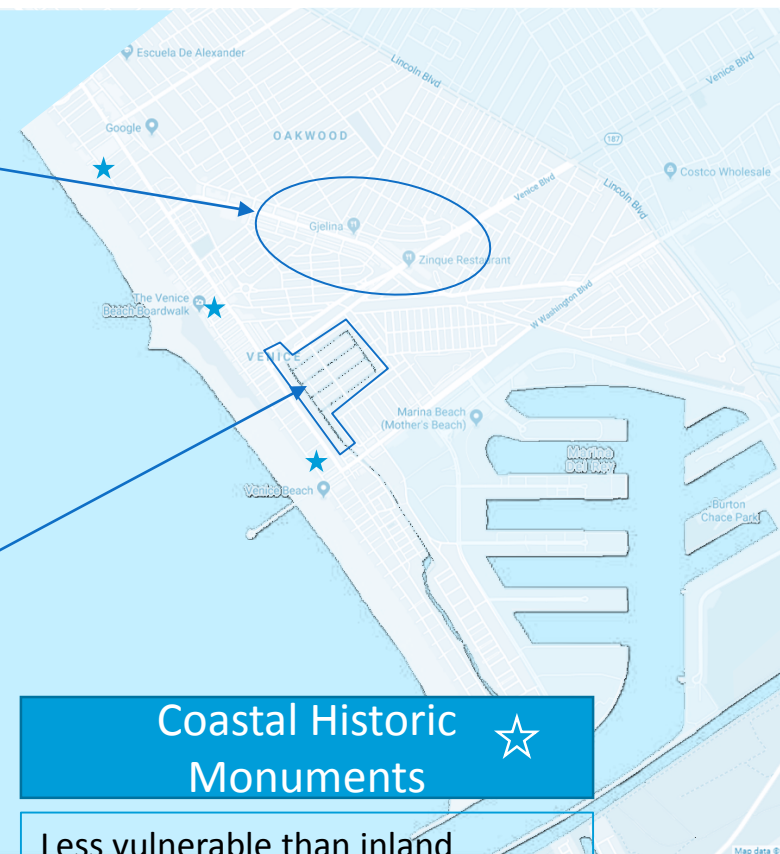 Escuela De Alexander
Lincoln Blvd
Venice Blvd
Google
OAKWOOD
187
Costco Wholesale
Lincoln Blvd
Venice Blvd
Gjelina
Zinque Restaurant
The Venice
Beach Boardwalk
W Washington Blvd
VENICE
Marina Beach
(Mother's Beach)
Marina
Del Rey
Venice Beach
Burton
Chace Park
Coastal Historic
Monuments
Less vulnerable than inland
Map data ©